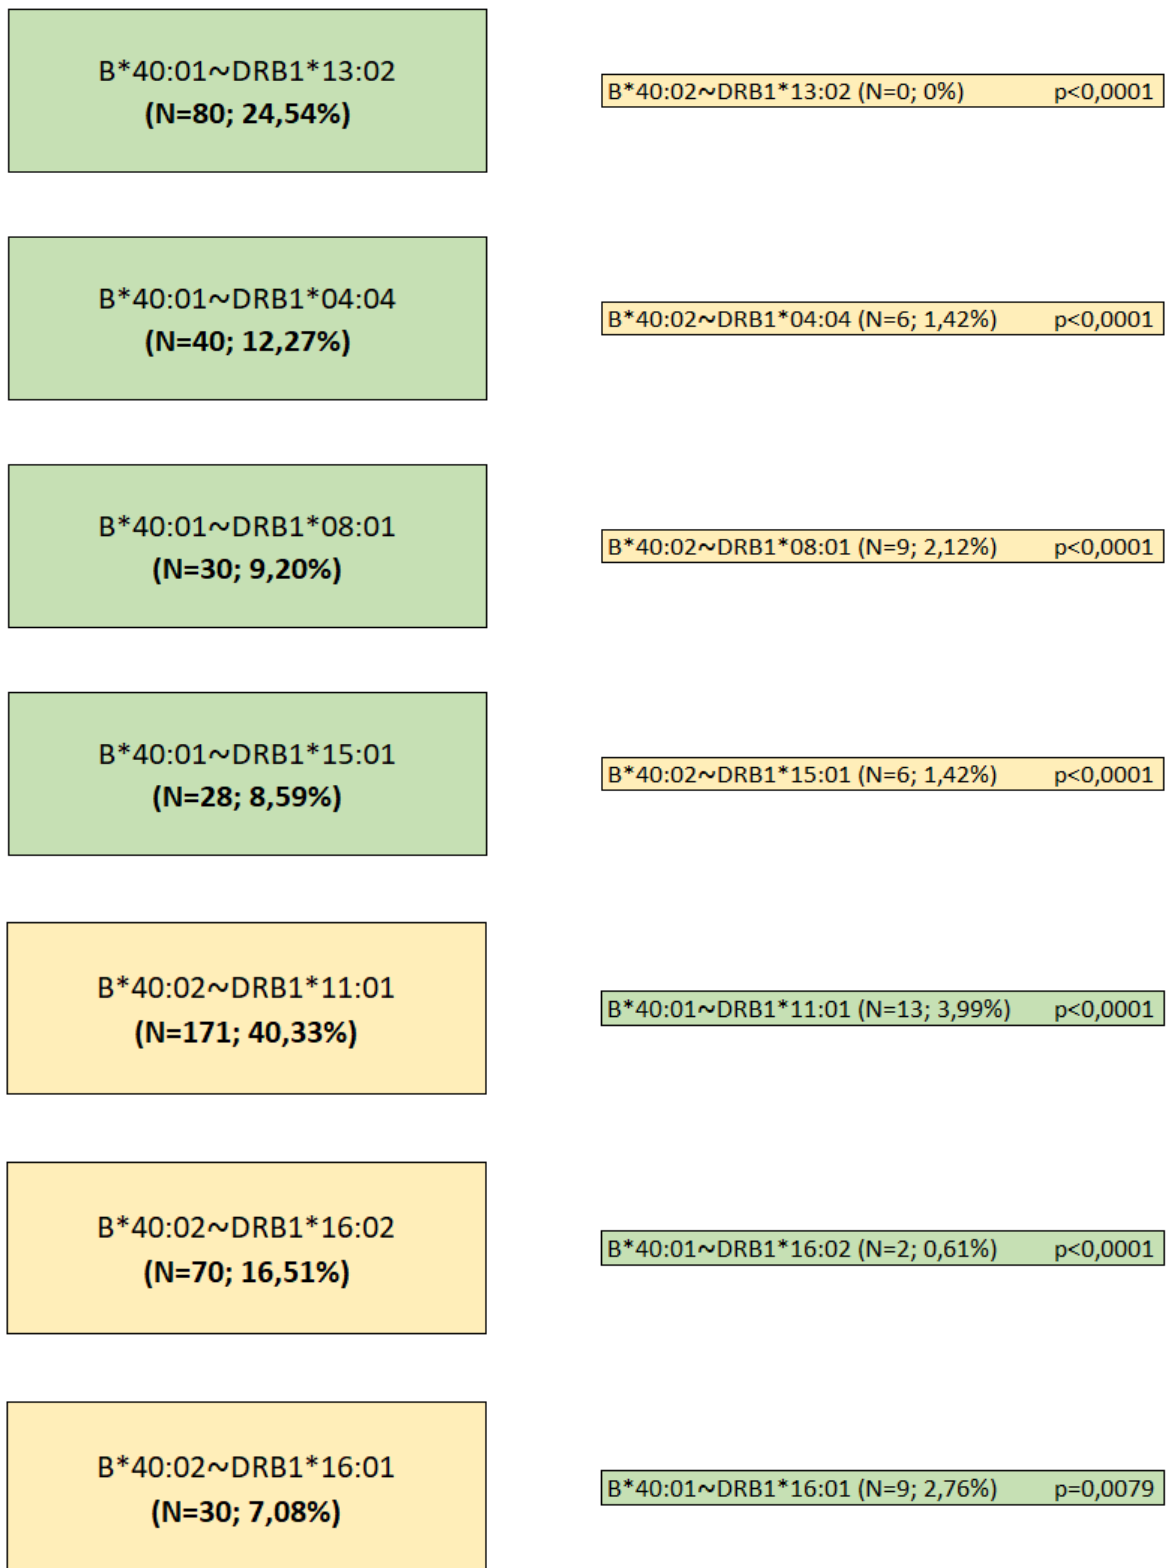 B*40:01~DRB1*13:02
(N=80; 24,54%)
B*40:02~DRB1*13:02 (N=0; 0%) p<0,0001
B*40:01~DRB1*04:04
(N=40; 12,27%)
B*40:02~DRB1*04:04 (N=6; 1,42%) p<0,0001
B*40:01~DRB1*08:01
(N=30; 9,20%)
B*40:02~DRB1*08:01 (N=9; 2,12%) p<0,0001
B*40:01~DRB1*15:01
(N=28; 8,59%)
B*40:02~DRB1*15:01 (N=6; 1,42%) p<0,0001
B*40:02~DRB1*11:01
(N=171; 40,33%)
B*40:01~DRB1*11:01 (N=13; 3,99%) p<0,0001
B*40:02~DRB1*16:02
(N=70; 16,51%)
B*40:01~DRB1*16:02 (N=2; 0,61%) p<0,0001
B*40:02~DRB1*16:01
(N=30; 7,08%)
B*40:01~DRB1*16:01 (N=9; 2,76%) p=0,0079